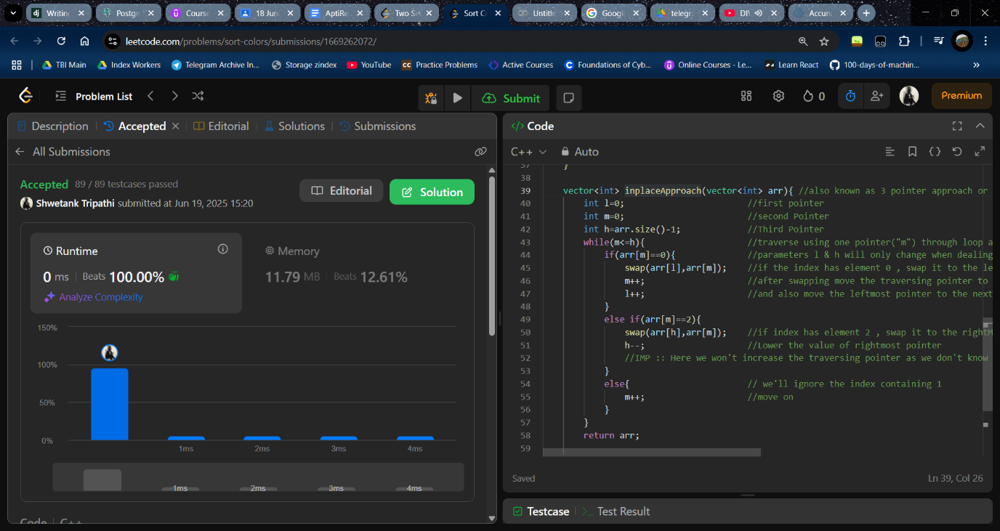 Writing
Postgr
Course
18 Jun
AptiRe
Two Su
Sort Co
Untitle
Googl
telegr
DIV
Accun
leetcode.com/problems/sort-colors/submissions/1669262072/
TBI Main
Index Workers
Telegram Archive In...
Storage zindex
YouTube
CC Practice Problems
Active Courses
Foundations of Cyb...
Online Courses - Le...
Learn React
100-days-of-machin...
Problem List
Submit
0
Premium
Description
Accepted
Editorial
Solutions
Submissions
All Submissions
Accepted 89 / 89 testcases passed
Shwetank Tripathi submitted at Jun 19, 2025 15:20
Editorial
Solution
Runtime
0 ms | Beats 100.00%
Analyze Complexity
Memory
11.79 MB | Beats 12.61%
150%
100%
50%
0%
1ms 2ms 3ms 4ms
1ms 2ms 3ms 4ms
Code | C++
</> Code
C++
Auto
37 }
38
39 vector<int> inplaceApproach(vector<int> arr){ //also known as 3 pointer approach or
40 int l=0; //first pointer
41 int m=0; //second Pointer
42 int h=arr.size()-1; //Third Pointer
43 while(m<=h){ //traverse using one pointer("m") through loop a
44 if(arr[m]==0){ //parameters l & h will only change when dealing
45 swap(arr[l],arr[m]); //if the index has element 0 , swap it to the le
46 m++; //after swapping move the traversing pointer to
47 l++; //and also move the leftmost pointer to the next
48 }
49 else if(arr[m]==2){
50 swap(arr[h],arr[m]); //if index has element 2 , swap it to the rightM
51 h--; //Lower the value of rightmost pointer
52 //IMP :: Here we won't increase the traversing pointer as we don't know
53 }
54 else{ // we'll ignore the index containing 1
55 m++; //move on
56 }
57 }
58 return arr;
59
Saved
Ln 39, Col 26
Testcase
Test Result